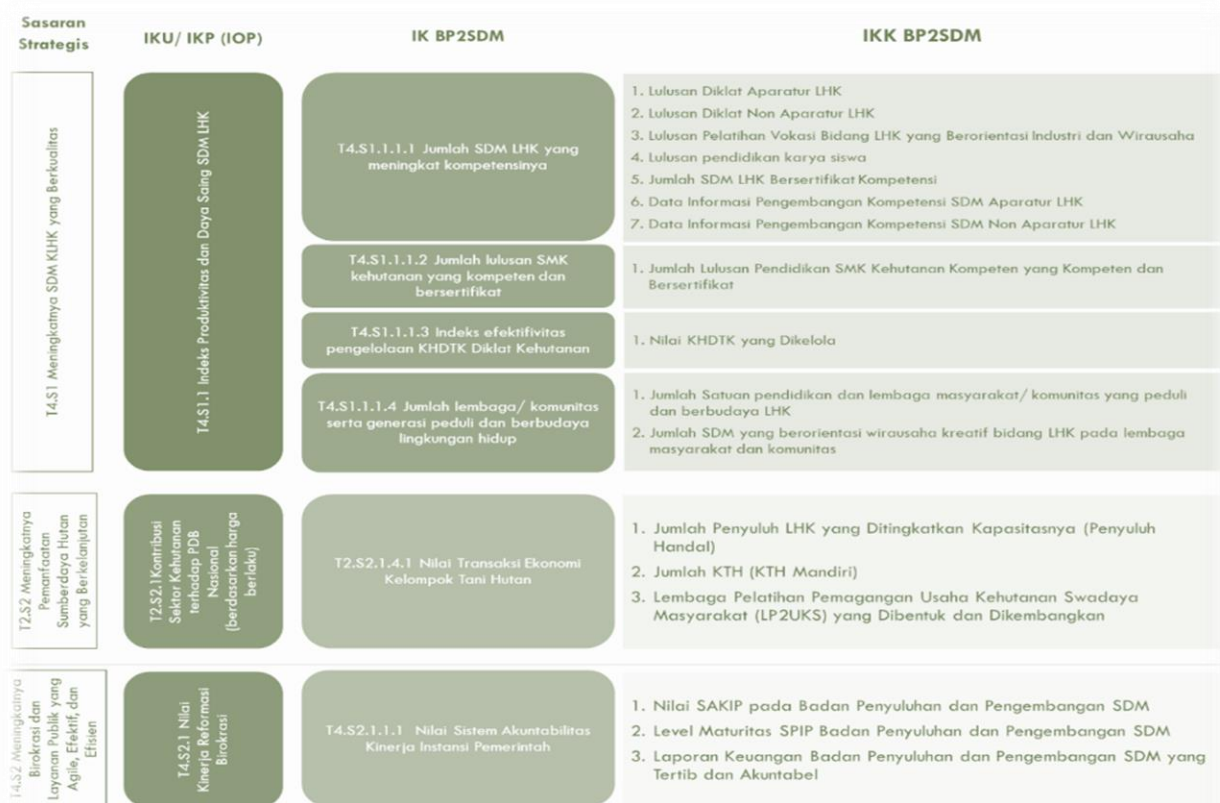 Sasaran
Strategis
IKU/ IKP (IOP)
IK BP2SDM
IKK BP2SDM
T4.S1 Meningkatnya SDM KLHK yang Berkualitas
T4.S1.1 Indeks Produktivitas dan Daya Saing SDM LHK
T4.S1.1.1.1 Jumlah SDM LHK yang
meningkat kompetensinya
1. Lulusan Diklat Aparatur LHK
2. Lulusan Diklat Non Aparatur LHK
3. Lulusan Pelatihan Vokasi Bidang LHK yang Berorientasi Industri dan Wirausaha
4. Lulusan pendidikan karya siswa
5. Jumlah SDM LHK Bersertifikat Kompetensi
6. Data Informasi Pengembangan Kompetensi SDM Aparatur LHK
7. Data Informasi Pengembangan Kompetensi SDM Non Aparatur LHK
T4.S1.1.1.2 Jumlah lulusan SMK
kehutanan yang kompeten dan
bersertifikat
1. Jumlah Lulusan Pendidikan SMK Kehutanan Kompeten yang Kompeten dan
Bersertifikat
T4.S1.1.1.3 Indeks efektifivitas
pengelolaan KHDTK Diklat Kehutanan
1. Nilai KHDTK yang Dikelola
T4.S1.1.1.4 Jumlah lembaga/ komunitas
serta generasi peduli dan berbudaya
lingkungan hidup
1. Jumlah Satuan pendidikan dan lembaga masyarakat/ komunitas yang peduli
dan berbudaya LHK
2. Jumlah SDM yang berorientasi wirausaha kreatif bidang LHK pada lembaga
masyarakat dan komunitas
T2.S2 Meningkatnya
Pemanfaatan
Sumberdaya Hutan
yang Berkelanjutan
T2.S2.1 Kontribusi
Sektor Kehutanan
terhadap PDB
Nasional
(berdasarkan harga
berlaku)
T2.S2.1.4.1 Nilai Transaksi Ekonomi
Kelompok Tani Hutan
1. Jumlah Penyuluh LHK yang Ditingkatkan Kapasitasnya (Penyuluh
Handal)
2. Jumlah KTH (KTH Mandiri)
3. Lembaga Pelatihan Pemagangan Usaha Kehutanan Swadaya
Masyarakat (LP2UKS) yang Dibentuk dan Dikembangkan
T4.S2 Meningkatnya
Birokrasi dan
Layanan Publik yang
Agile, Efektif, dan
Efisien
T4.S2.1 Nilai
Kinerja Reformasi
Birokrasi
T4.S2.1.1.1 Nilai Sistem Akuntabilitas
Kinerja Instansi Pemerintah
1. Nilai SAKIP pada Badan Penyuluhan dan Pengembangan SDM
2. Level Maturitas SPIP Badan Penyuluhan dan Pengembangan SDM
3. Laporan Keuangan Badan Penyuluhan dan Pengembangan SDM yang
Tertib dan Akuntabel